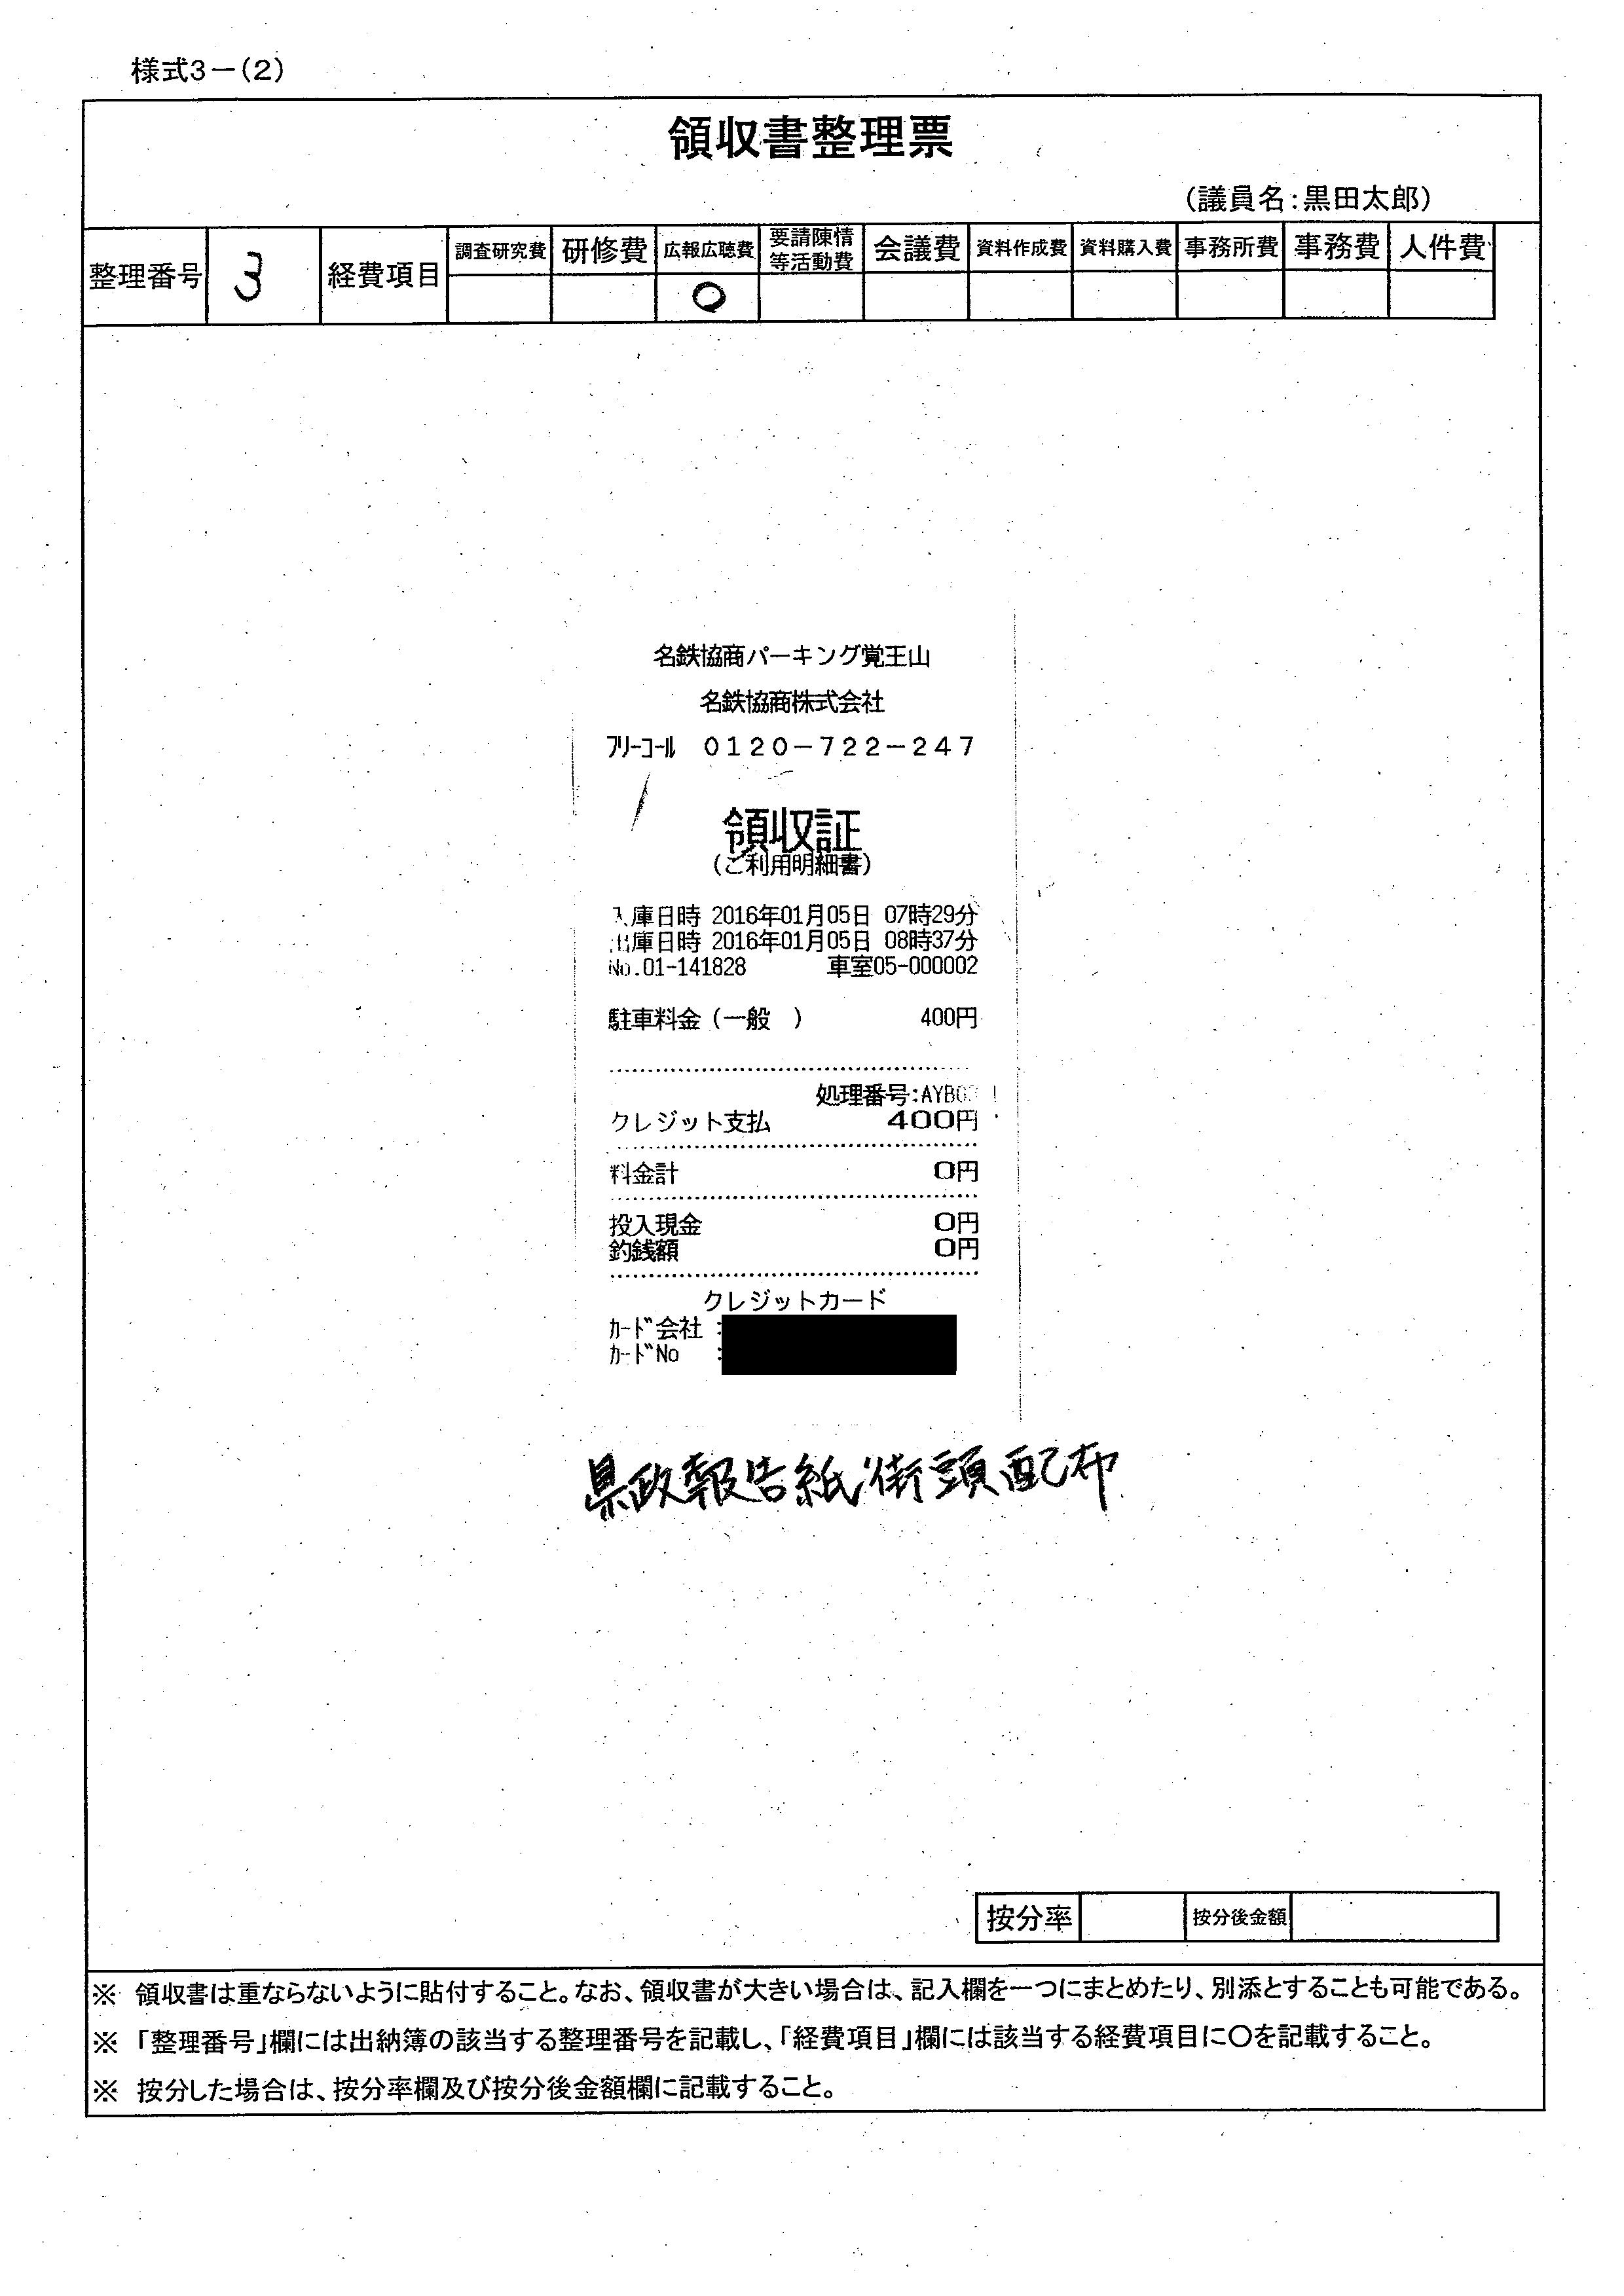 様式3－(2)
領収書整理票
(議員名:黒田太郎)
整理番号 3 経費項目 調査研究費 研修費 広報広聴費 要請陳情等活動費 会議費 資料作成費 資料購入費 事務所費 事務費 人件費
○
名鉄協商パーキング覚王山
名鉄協商株式会社
ﾌﾘｰｺｰﾙ 0120－722－247
領収証
(ご利用明細書)
入庫日時 2016年01月05日 07時29分
出庫日時 2016年01月05日 08時37分
No.01-141828 車室05-000002
駐車料金(一般 ) 400円
処理番号:AYB0
クレジット支払 400円
料金計 0円
投入現金 0円
釣銭額 0円
クレジットカード
ｶｰﾄﾞ会社 :
ｶｰﾄﾞNo :
県政報告紙街頭配布
按分率 按分後金額
※ 領収書は重ならないように貼付すること。なお、領収書が大きい場合は、記入欄を一つにまとめたり、別添とすることも可能である。
※ 「整理番号」欄には出納簿の該当する整理番号を記載し、「経費項目」欄には該当する経費項目に○を記載すること。
※ 按分した場合は、按分率欄及び按分後金額欄に記載すること。